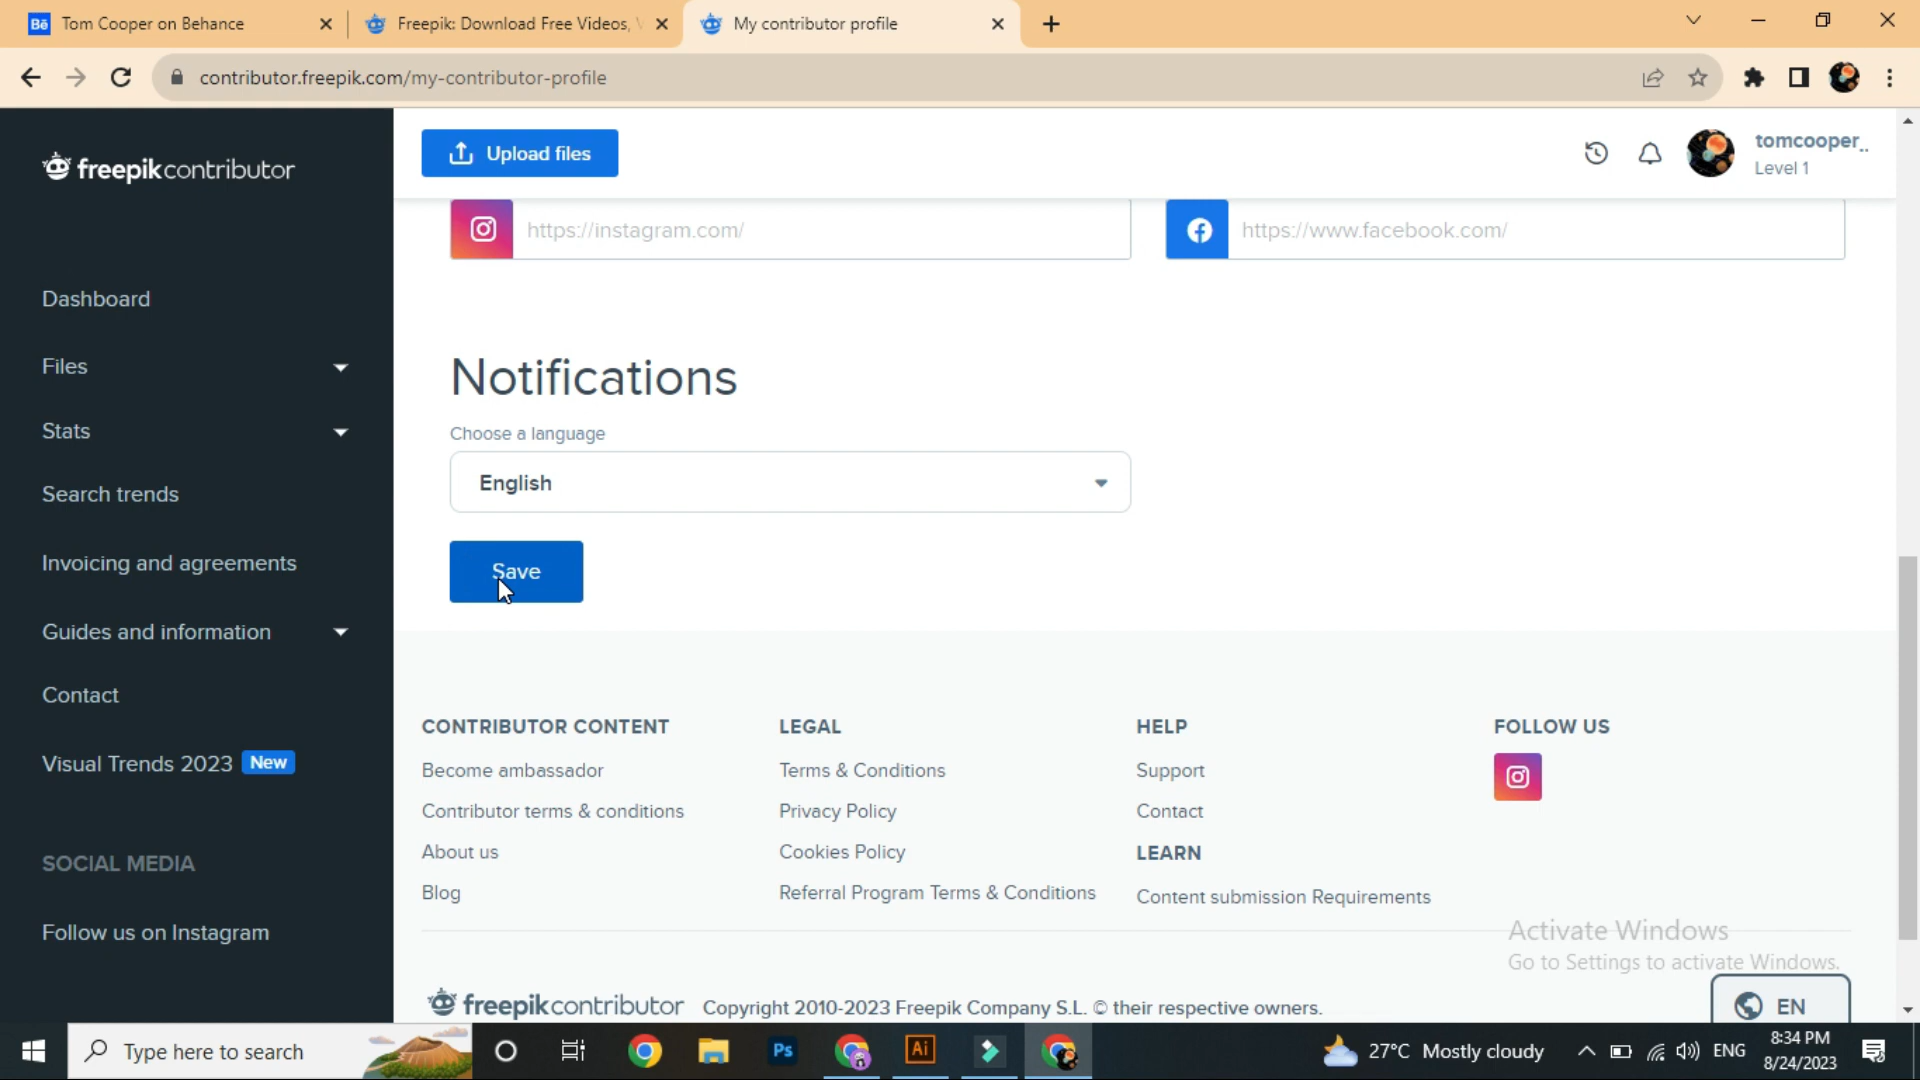 Bē Tom Cooper on Behance
Freepik: Download Free Videos,
My contributor profile
contributor.freepik.com/my-contributor-profile
freepikcontributor
Upload files
tomcooper..
Level 1
https://instagram.com/
https://www.facebook.com/
Dashboard
Files
Stats
Search trends
Invoicing and agreements
Guides and information
Contact
Visual Trends 2023 New
SOCIAL MEDIA
Follow us on Instagram
Notifications
Choose a language
English
Save
CONTRIBUTOR CONTENT
Become ambassador
Contributor terms & conditions
About us
Blog
LEGAL
Terms & Conditions
Privacy Policy
Cookies Policy
Referral Program Terms & Conditions
HELP
Support
Contact
LEARN
Content submission Requirements
FOLLOW US
Activate Windows
Go to Settings to activate Windows.
freepikcontributor Copyright 2010-2023 Freepik Company S.L. © their respective owners.
EN
Type here to search
Ps
Ai
27°C Mostly cloudy
ENG
8:34 PM
8/24/2023